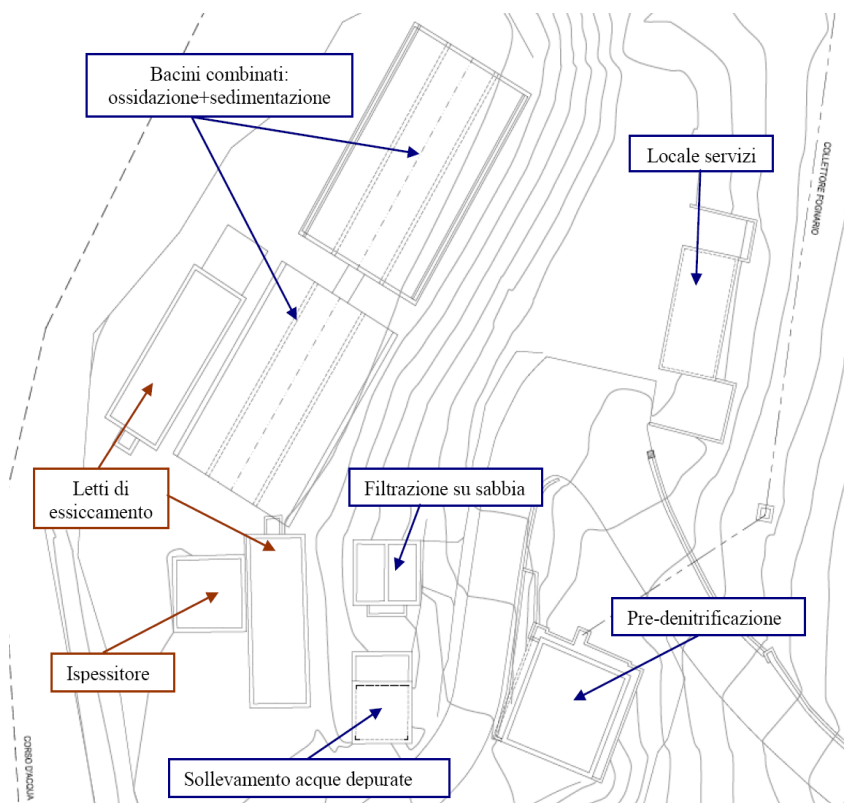 Bacini combinati:
ossidazione+sedimentazione
Locale servizi
COLLETTORE FOGNARIO
Letti di
essiccamento
Filtrazione su sabbia
Pre-denitrificazione
Ispessitore
Sollevamento acque depurate
CORSO D'ACQUA